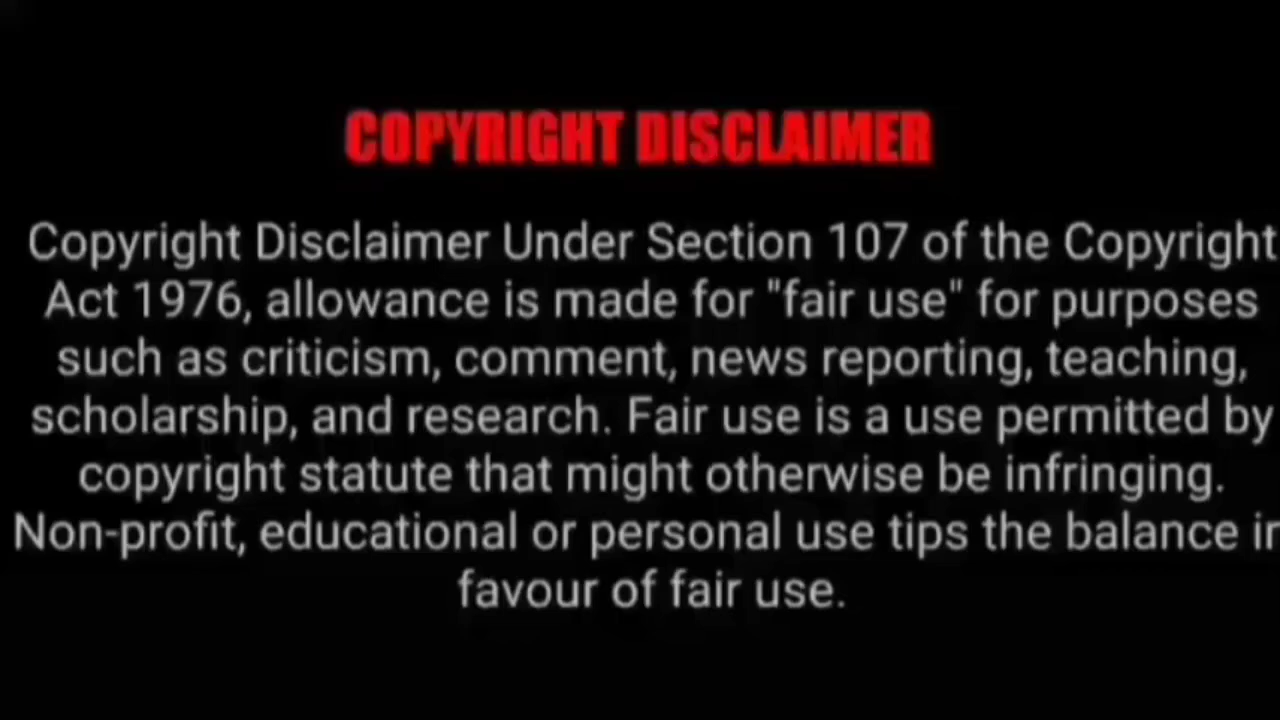 COPYRIGHT DISCLAIMER
Copyright Disclaimer Under Section 107 of the Copyright
Act 1976, allowance is made for "fair use" for purposes
such as criticism, comment, news reporting, teaching,
scholarship, and research. Fair use is a use permitted by
copyright statute that might otherwise be infringing.
Non-profit, educational or personal use tips the balance in
favour of fair use.